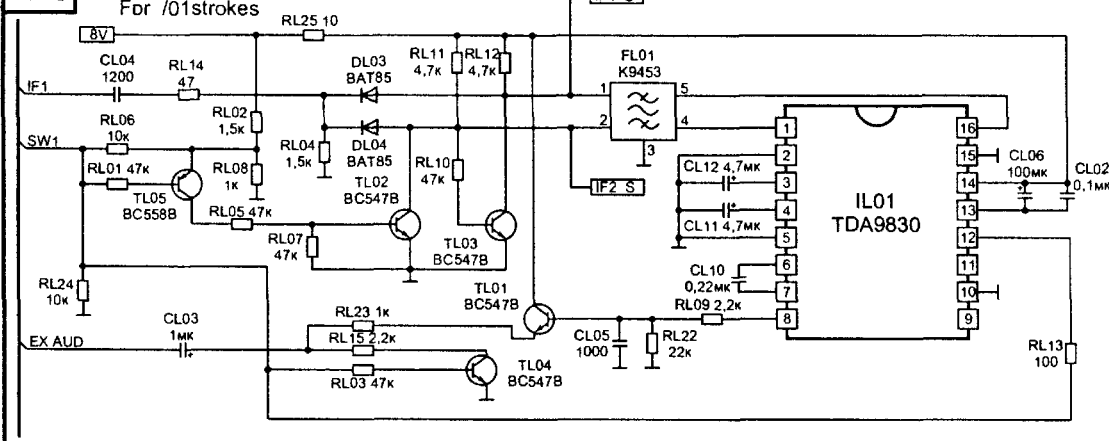 For /01strokes
8V
RL25 10
CL04
1200
RL14
47
DL03
BAT85
RL11
4,7к
RL12
4,7к
FL01
K9453
IF1
1
5
RL02
1,5к
RL06
10к
SW1
RL04
1,5к
DL04
BAT85
2
4
3
1
16
RL01 47к
RL08
1к
TL02
BC547B
RL10
47к
2
15
CL06
100мк
CL02
0,1мк
CL12 4,7мк
3
14
TL05
BC558B
IF2 S
IL01
TDA9830
RL05 47к
4
13
CL11 4,7мк
RL07
47к
TL03
BC547B
5
12
RL24
10к
CL10
0,22мк
6
11
7
10
TL01
BC547B
RL09 2,2к
8
9
RL23 1к
CL03
1мк
RL15 2,2к
CL05
1000
RL22
22к
RL13
100
EX AUD
TL04
BC547B
RL03 47к